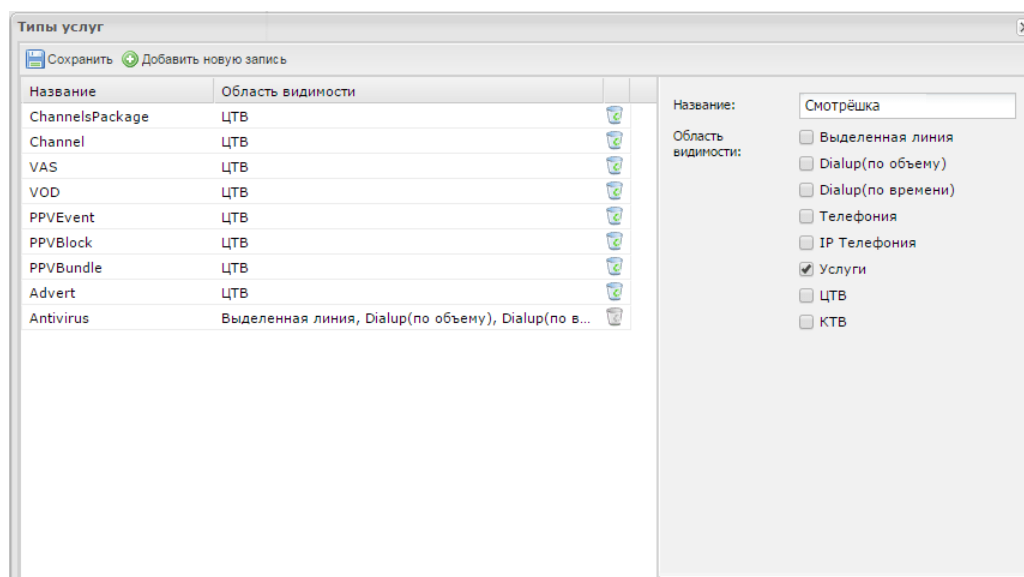 Типы услуг
Сохранить Добавить новую запись
Название Область видимости
ChannelsPackage ЦТВ
Channel ЦТВ
VAS ЦТВ
VOD ЦТВ
PPVEvent ЦТВ
PPVBlock ЦТВ
PPVBundle ЦТВ
Advert ЦТВ
Antivirus Выделенная линия, Dialup(по объему), Dialup(по в...
Название: Смотрёшка
Область
видимости:
Выделенная линия
Dialup(по объему)
Dialup(по времени)
Телефония
IP Телефония
Услуги
ЦТВ
КТВ